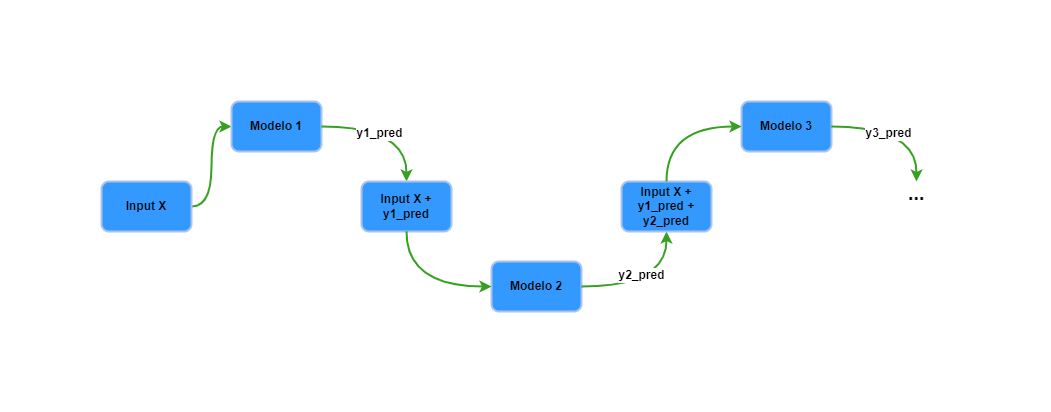 Input X
Modelo 1
y1_pred
Input X +
y1_pred
Modelo 2
y2_pred
Input X +
y1_pred +
y2_pred
Modelo 3
y3_pred
...